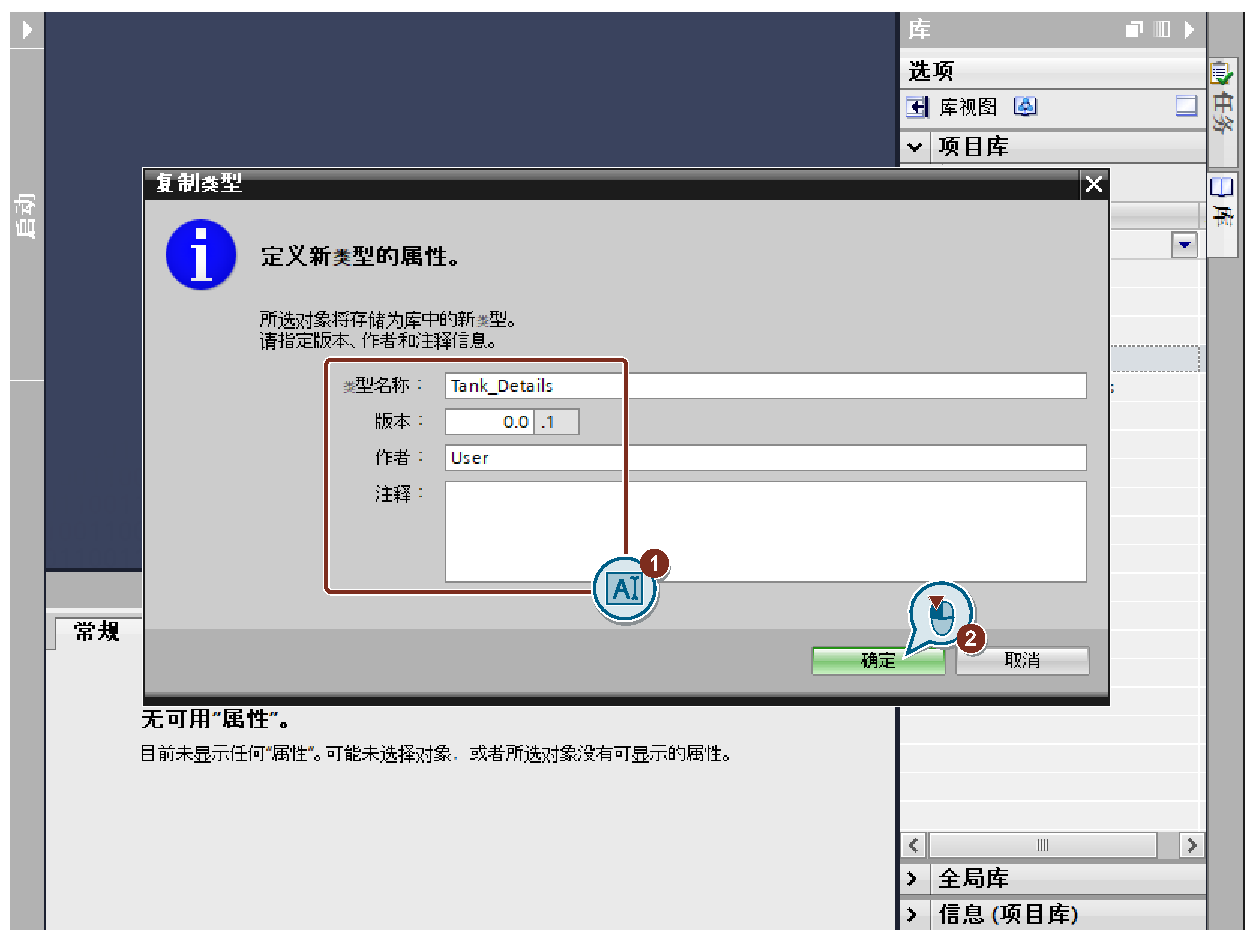 库
选项
库视图
任务
项目库
库
启动
复制类型
定义新类型的属性。
所选对象将存储为库中的新类型。
请指定版本、作者和注释信息。
类型名称： Tank_Details
版本： 0.0 .1
作者： User
注释：
1
2
确定 取消
常规
无可用“属性”。
目前未显示任何“属性”。可能未选择对象，或者所选对象没有可显示的属性。
全局库
信息 (项目库)